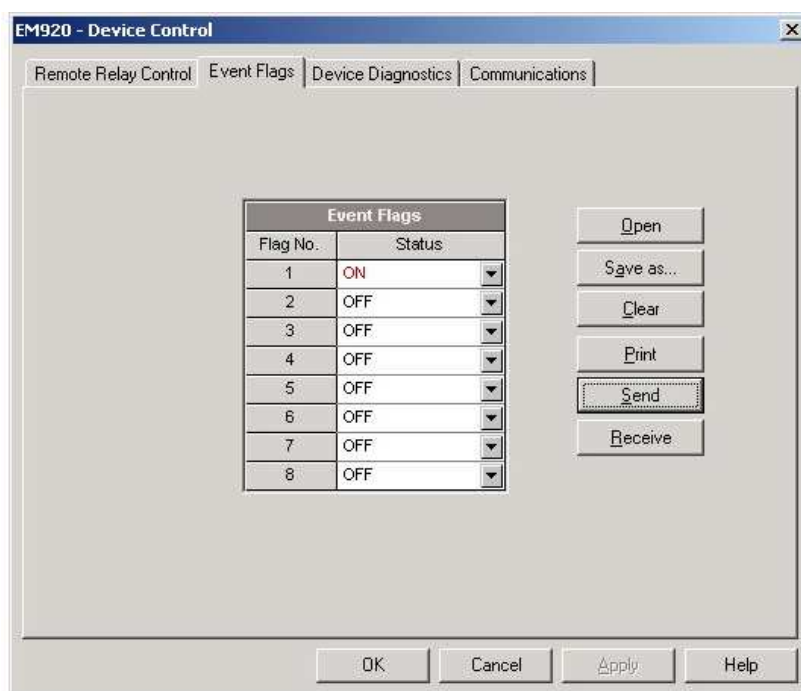 EM920 - Device Control
Remote Relay Control Event Flags Device Diagnostics Communications
Event Flags
Flag No. Status
1 ON
2 OFF
3 OFF
4 OFF
5 OFF
6 OFF
7 OFF
8 OFF
Open
Save as...
Clear
Print
Send
Receive
OK Cancel Apply Help